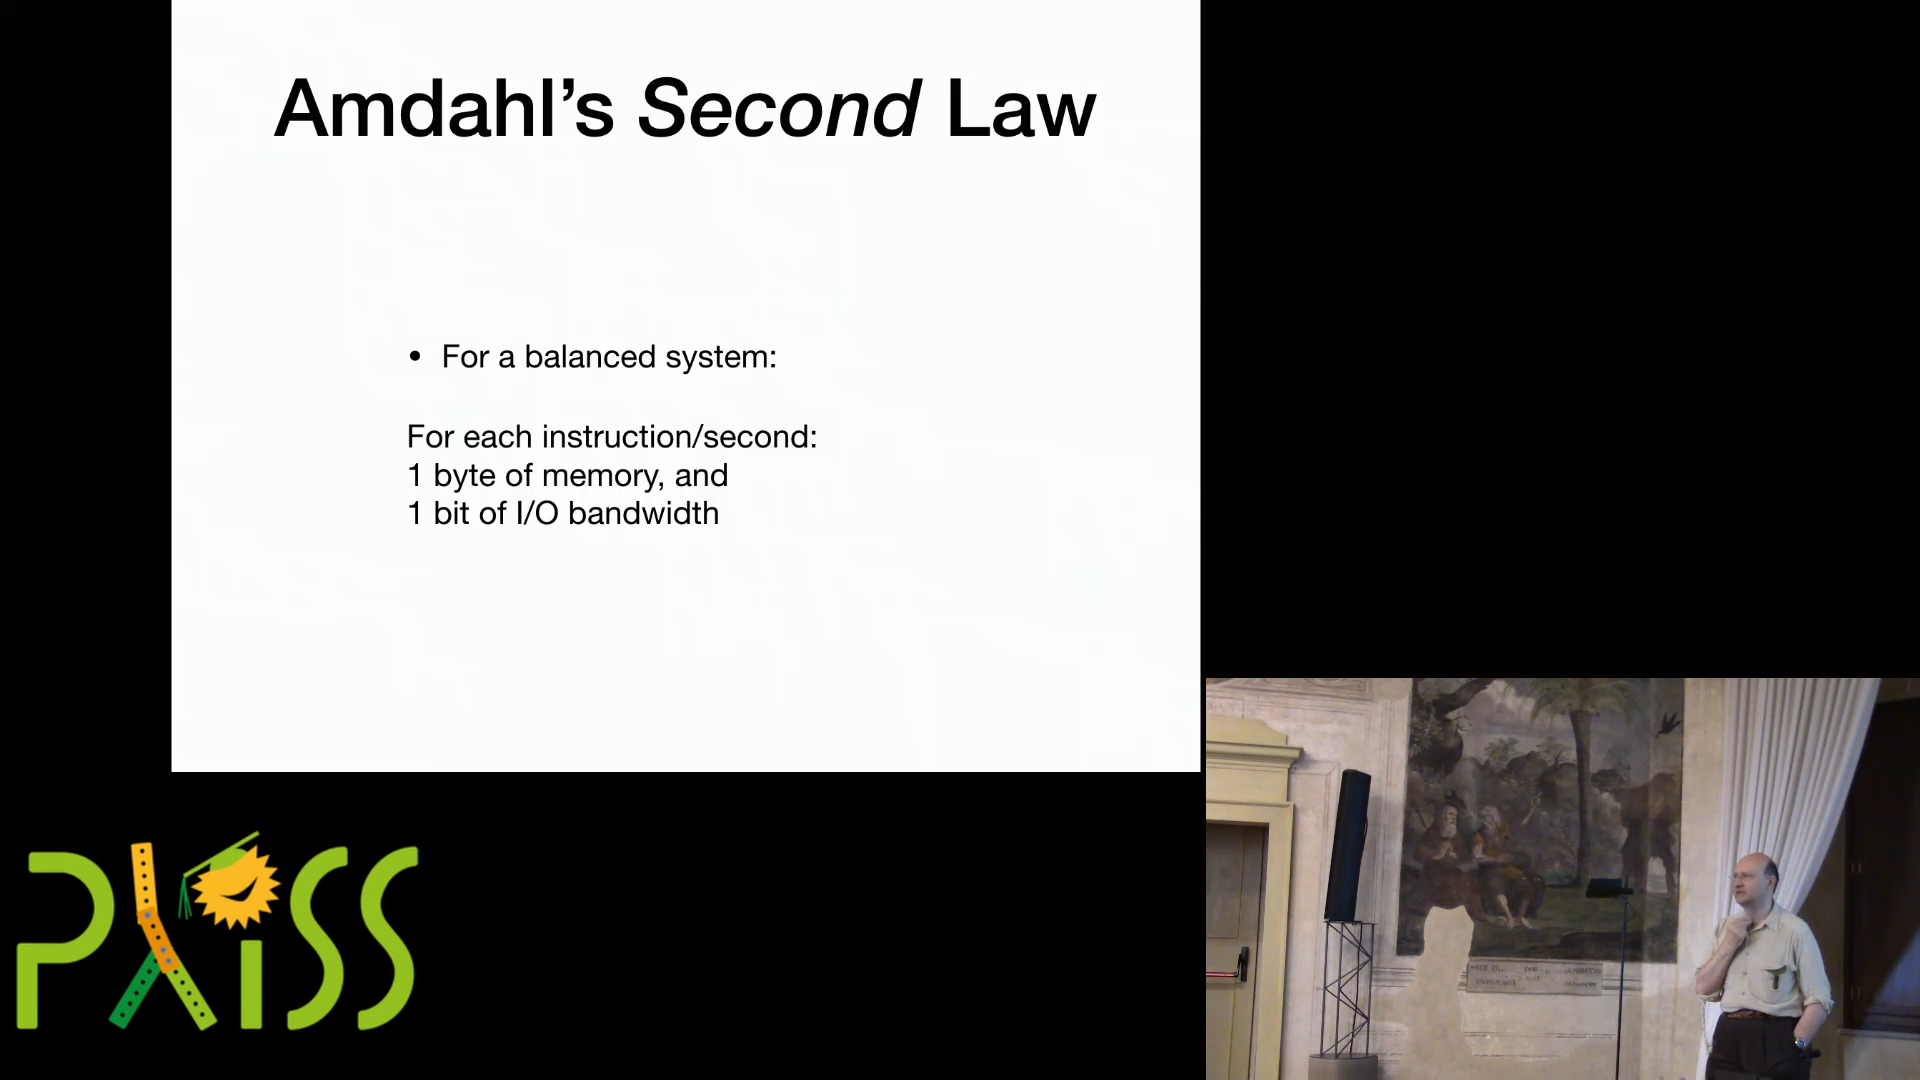 Amdahl’s Second Law
• For a balanced system:
For each instruction/second:
1 byte of memory, and
1 bit of I/O bandwidth
PAISS